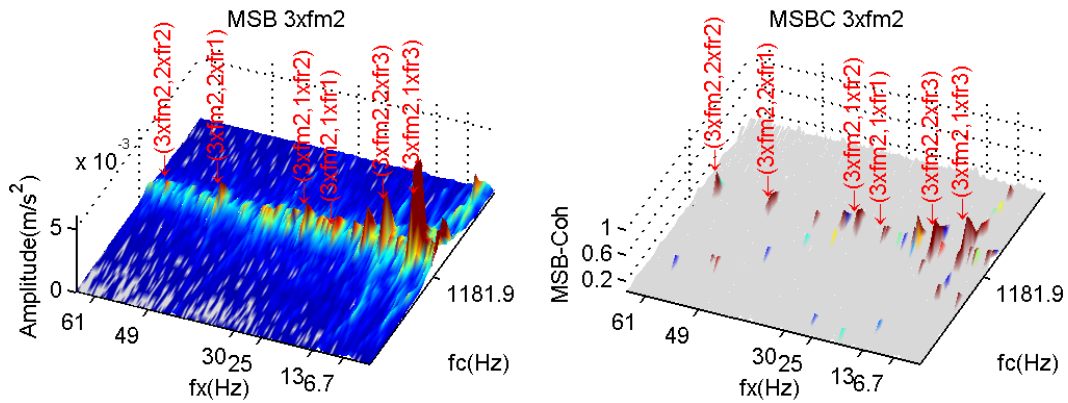 MSB 3xfm2
(3xfm2,2xfr2)
(3xfm2,2xfr1)
(3xfm2,1xfr2)
(3xfm2,1xfr1)
(3xfm2,2xfr3)
(3xfm2,1xfr3)
x 10⁻³
5
0
Amplitude(m/s²)
61
49
30
25
13
6.7
fx(Hz)
1181.9
fc(Hz)
MSBC 3xfm2
(3xfm2,2xfr2)
(3xfm2,2xfr1)
(3xfm2,1xfr2)
(3xfm2,1xfr1)
(3xfm2,2xfr3)
(3xfm2,1xfr3)
1
0.6
0.2
MSB-Coh
61
49
30
25
13
6.7
fx(Hz)
1181.9
fc(Hz)